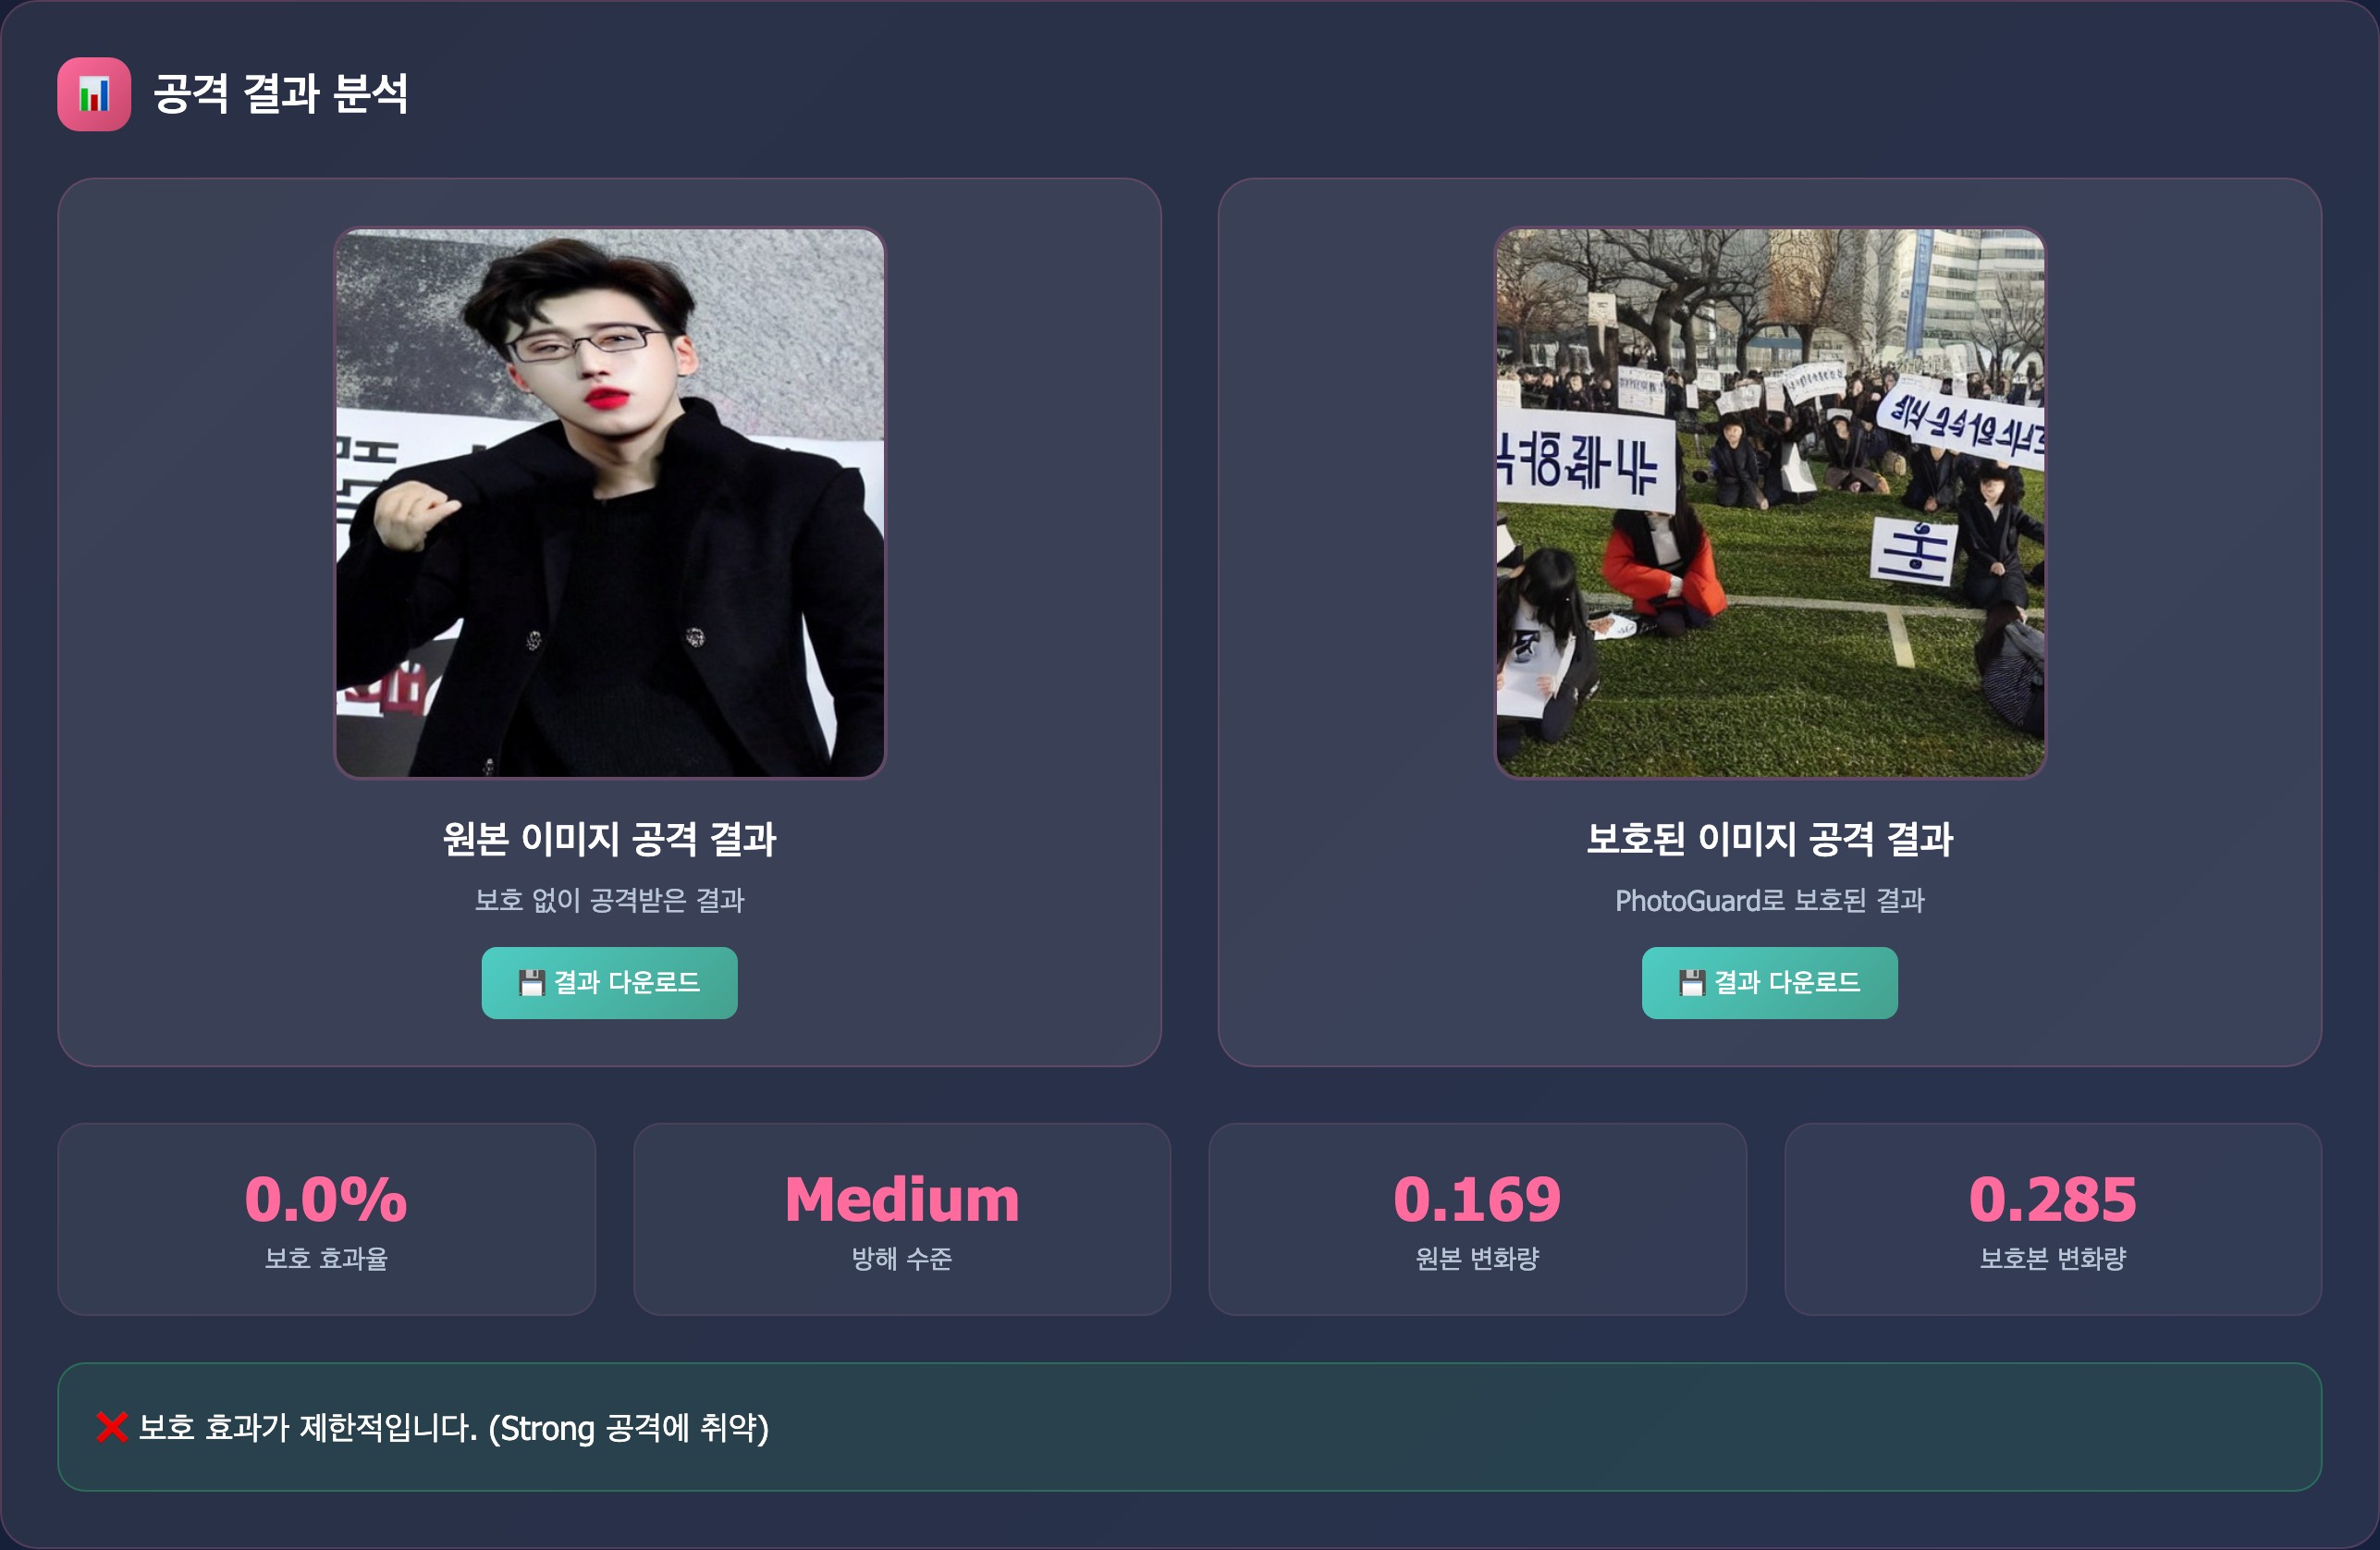 공격 결과 분석
원본 이미지 공격 결과
보호 없이 공격받은 결과
결과 다운로드
보호된 이미지 공격 결과
PhotoGuard로 보호된 결과
결과 다운로드
0.0%
보호 효과율
Medium
방해 수준
0.169
원본 변화량
0.285
보호본 변화량
보호 효과가 제한적입니다. (Strong 공격에 취약)